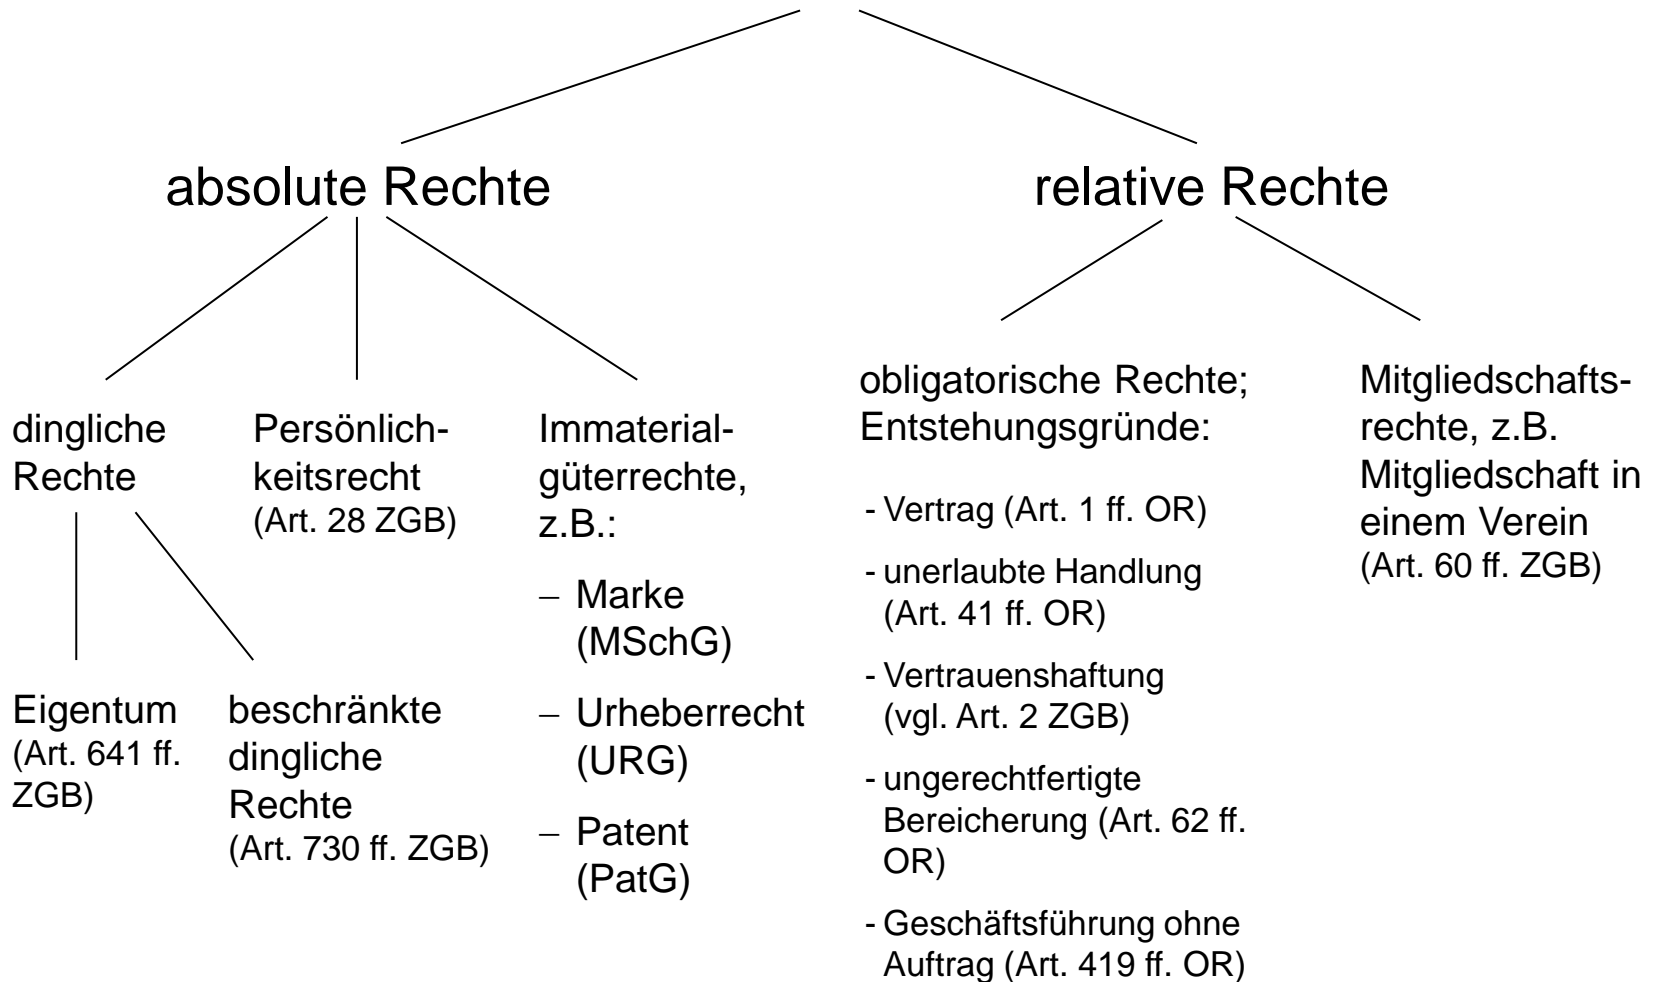 absolute Rechte
relative Rechte
dingliche
Rechte
Persönlich-
keitsrecht
(Art. 28 ZGB)
Immaterial-
güterrechte,
z.B.:
– Marke
(MSchG)
– Urheberrecht
(URG)
– Patent
(PatG)
Eigentum
(Art. 641 ff.
ZGB)
beschränkte
dingliche
Rechte
(Art. 730 ff. ZGB)
obligatorische Rechte;
Entstehungsgründe:
- Vertrag (Art. 1 ff. OR)
- unerlaubte Handlung
(Art. 41 ff. OR)
- Vertrauenshaftung
(vgl. Art. 2 ZGB)
- ungerechtfertigte
Bereicherung (Art. 62 ff.
OR)
- Geschäftsführung ohne
Auftrag (Art. 419 ff. OR)
Mitgliedschafts-
rechte, z.B.
Mitgliedschaft in
einem Verein
(Art. 60 ff. ZGB)